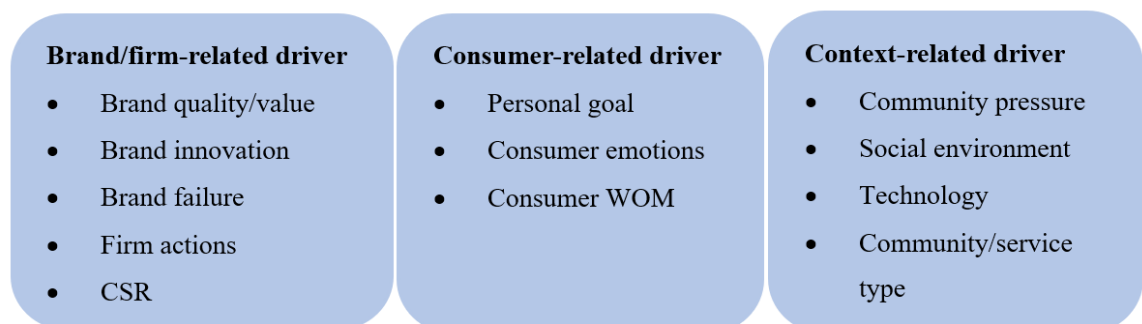 Brand/firm-related driver
• Brand quality/value
• Brand innovation
• Brand failure
• Firm actions
• CSR
Consumer-related driver
• Personal goal
• Consumer emotions
• Consumer WOM
Context-related driver
• Community pressure
• Social environment
• Technology
• Community/service
type